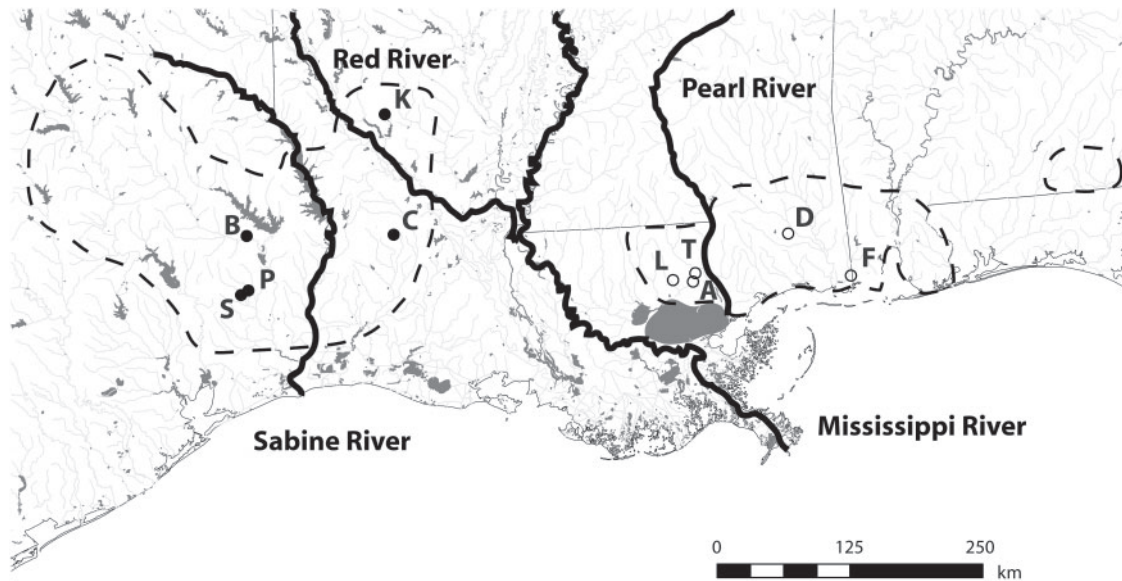 Red River
K
Pearl River
B
C
D
T
L
F
P
S
A
Sabine River
Mississippi River
0 125 250
km